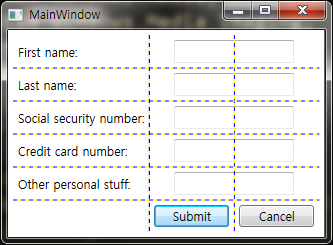 MainWindow
First name:
Last name:
Social security number:
Credit card number:
Other personal stuff:
Submit Cancel